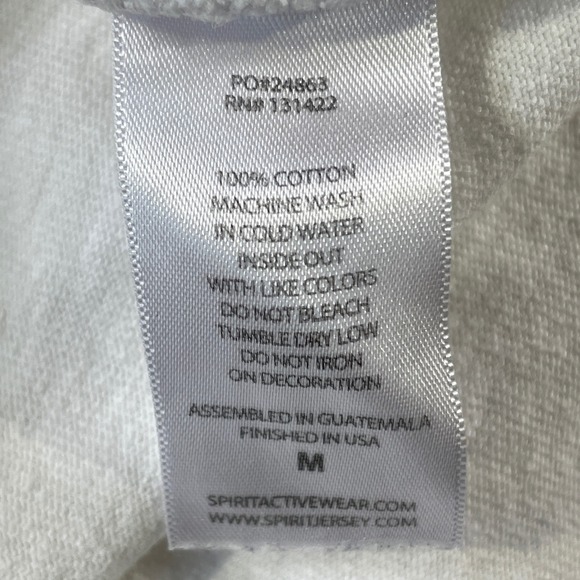 PO#24863
RN# 131422
100% COTTON
MACHINE WASH
IN COLD WATER
INSIDE OUT
WITH LIKE COLORS
DO NOT BLEACH
TUMBLE DRY LOW
DO NOT IRON
ON DECORATION
ASSEMBLED IN GUATEMALA
FINISHED IN USA
M
SPIRITACTIVEWEAR.COM
WWW.SPIRITJERSEY.COM